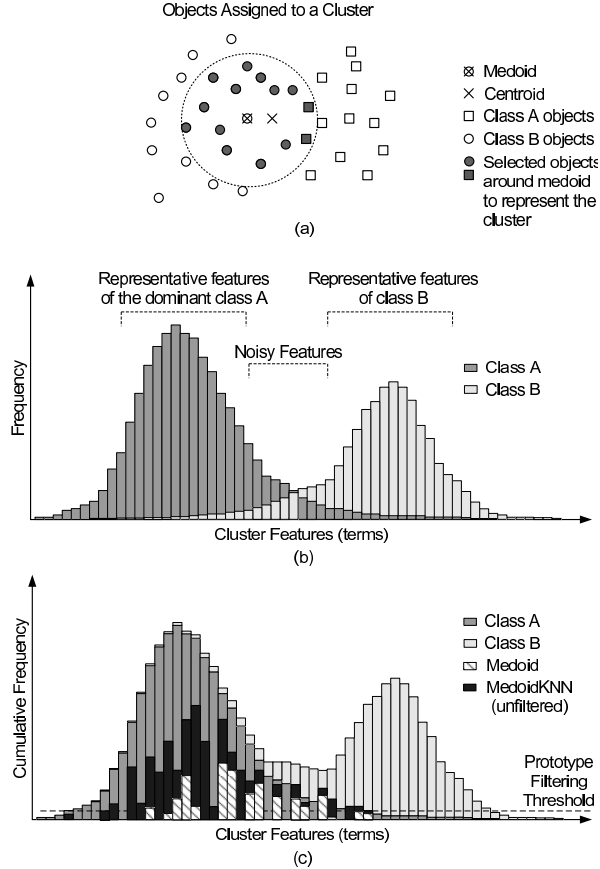 Objects Assigned to a Cluster
Medoid
Centroid
Class A objects
Class B objects
Selected objects
around medoid
to represent the
cluster
(a)
Representative features
of the dominant class A
Representative features
of class B
Noisy Features
Class A
Class B
Frequency
Cluster Features (terms)
(b)
Class A
Class B
Medoid
MedoidKNN
(unfiltered)
Cumulative Frequency
Prototype
Filtering
Threshold
Cluster Features (terms)
(c)